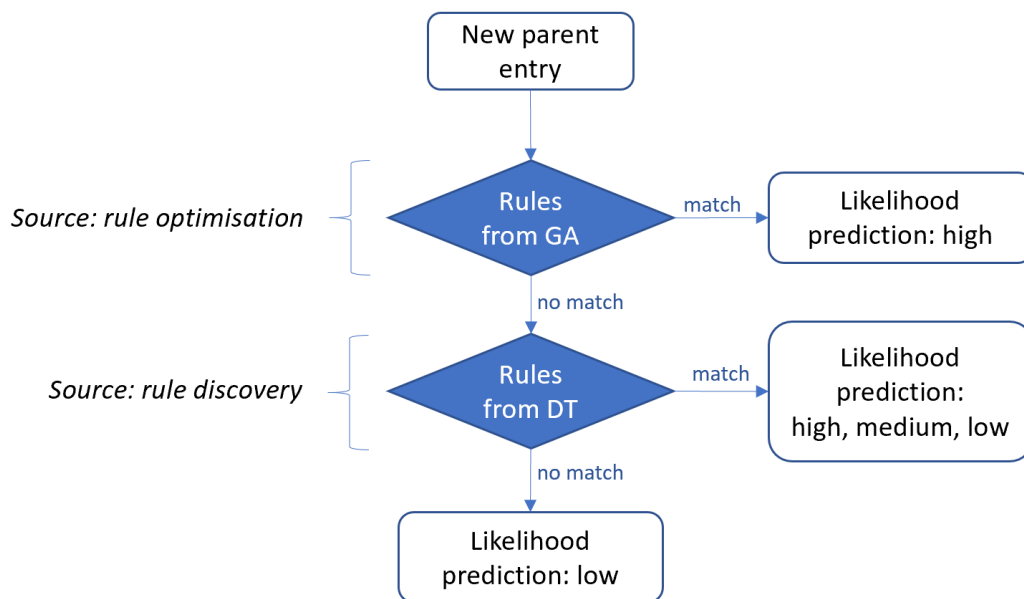 New parent
entry
Source: rule optimisation
Rules
from GA
match
Likelihood
prediction: high
no match
Source: rule discovery
Rules
from DT
match
Likelihood
prediction:
high, medium, low
no match
Likelihood
prediction: low